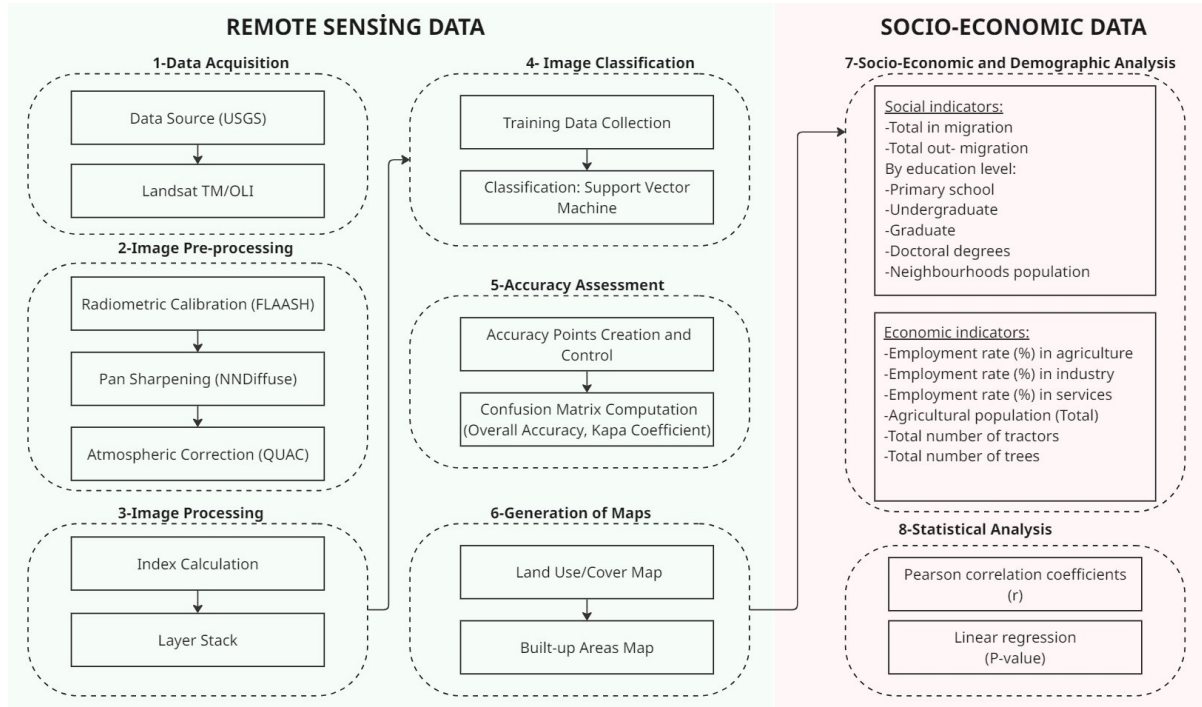 REMOTE SENSİNG DATA
1-Data Acquisition
Data Source (USGS)
Landsat TM/OLI
2-Image Pre-processing
Radiometric Calibration (FLAASH)
Pan Sharpening (NNDiffuse)
Atmospheric Correction (QUAC)
3-Image Processing
Index Calculation
Layer Stack
4- Image Classification
Training Data Collection
Classification: Support Vector
Machine
5-Accuracy Assessment
Accuracy Points Creation and
Control
Confusion Matrix Computation
(Overall Accuracy, Kapa Coefficient)
6-Generation of Maps
Land Use/Cover Map
Built-up Areas Map
SOCIO-ECONOMIC DATA
7-Socio-Economic and Demographic Analysis
Social indicators:
-Total in migration
-Total out- migration
By education level:
-Primary school
-Undergraduate
-Graduate
-Doctoral degrees
-Neighbourhoods population
Economic indicators:
-Employment rate (%) in agriculture
-Employment rate (%) in industry
-Employment rate (%) in services
-Agricultural population (Total)
-Total number of tractors
-Total number of trees
8-Statistical Analysis
Pearson correlation coefficients
(r)
Linear regression
(P-value)